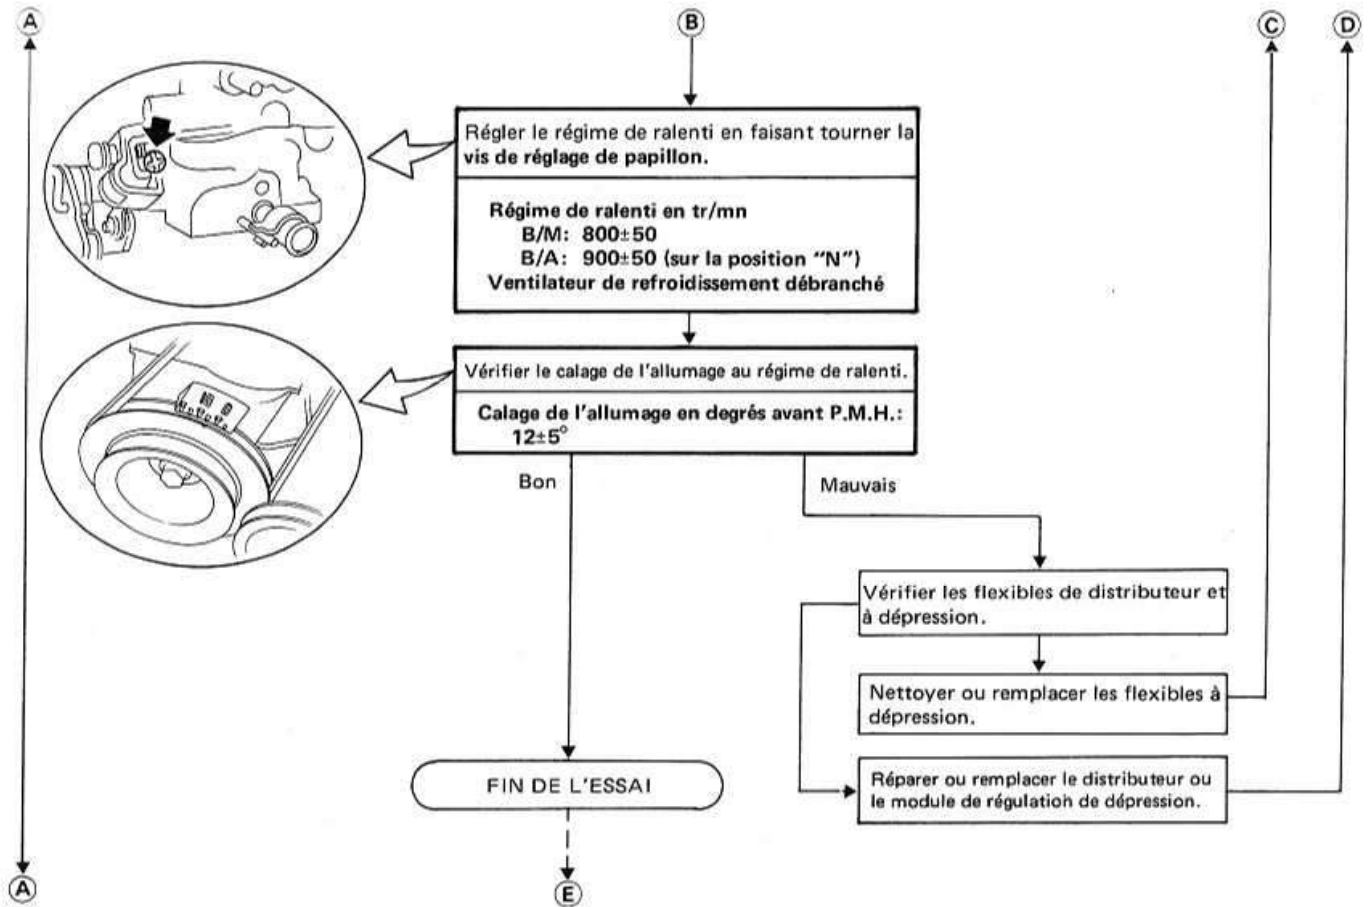 A
B
C
D
Régler le régime de ralenti en faisant tourner la
vis de réglage de papillon.
Régime de ralenti en tr/mn
B/M: 800±50
B/A: 900±50 (sur la position "N")
Ventilateur de refroidissement débranché
Vérifier le calage de l'allumage au régime de ralenti.
Calage de l'allumage en degrés avant P.M.H.:
12±5°
Bon
Mauvais
Vérifier les flexibles de distributeur et
à dépression.
Nettoyer ou remplacer les flexibles à
dépression.
FIN DE L'ESSAI
Réparer ou remplacer le distributeur ou
le module de régulation de dépression.
A
E